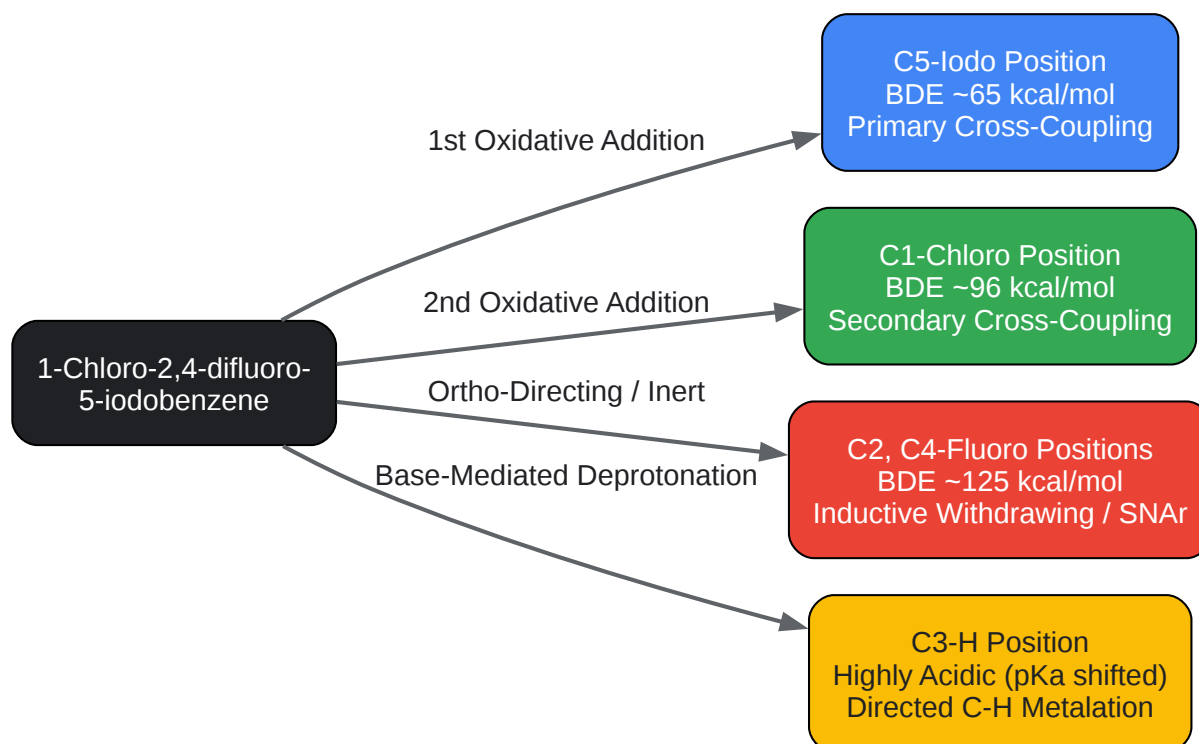 C5-Iodo Position
BDE ~65 kcal/mol
Primary Cross-Coupling
1st Oxidative Addition
C1-Chloro Position
BDE ~96 kcal/mol
Secondary Cross-Coupling
2nd Oxidative Addition
1-Chloro-2,4-difluoro-
5-iodobenzene
Ortho-Directing / Inert
C2, C4-Fluoro Positions
BDE ~125 kcal/mol
Inductive Withdrawing / SNAr
Base-Mediated Deprotonation
C3-H Position
Highly Acidic (pKa shifted)
Directed C-H Metalation